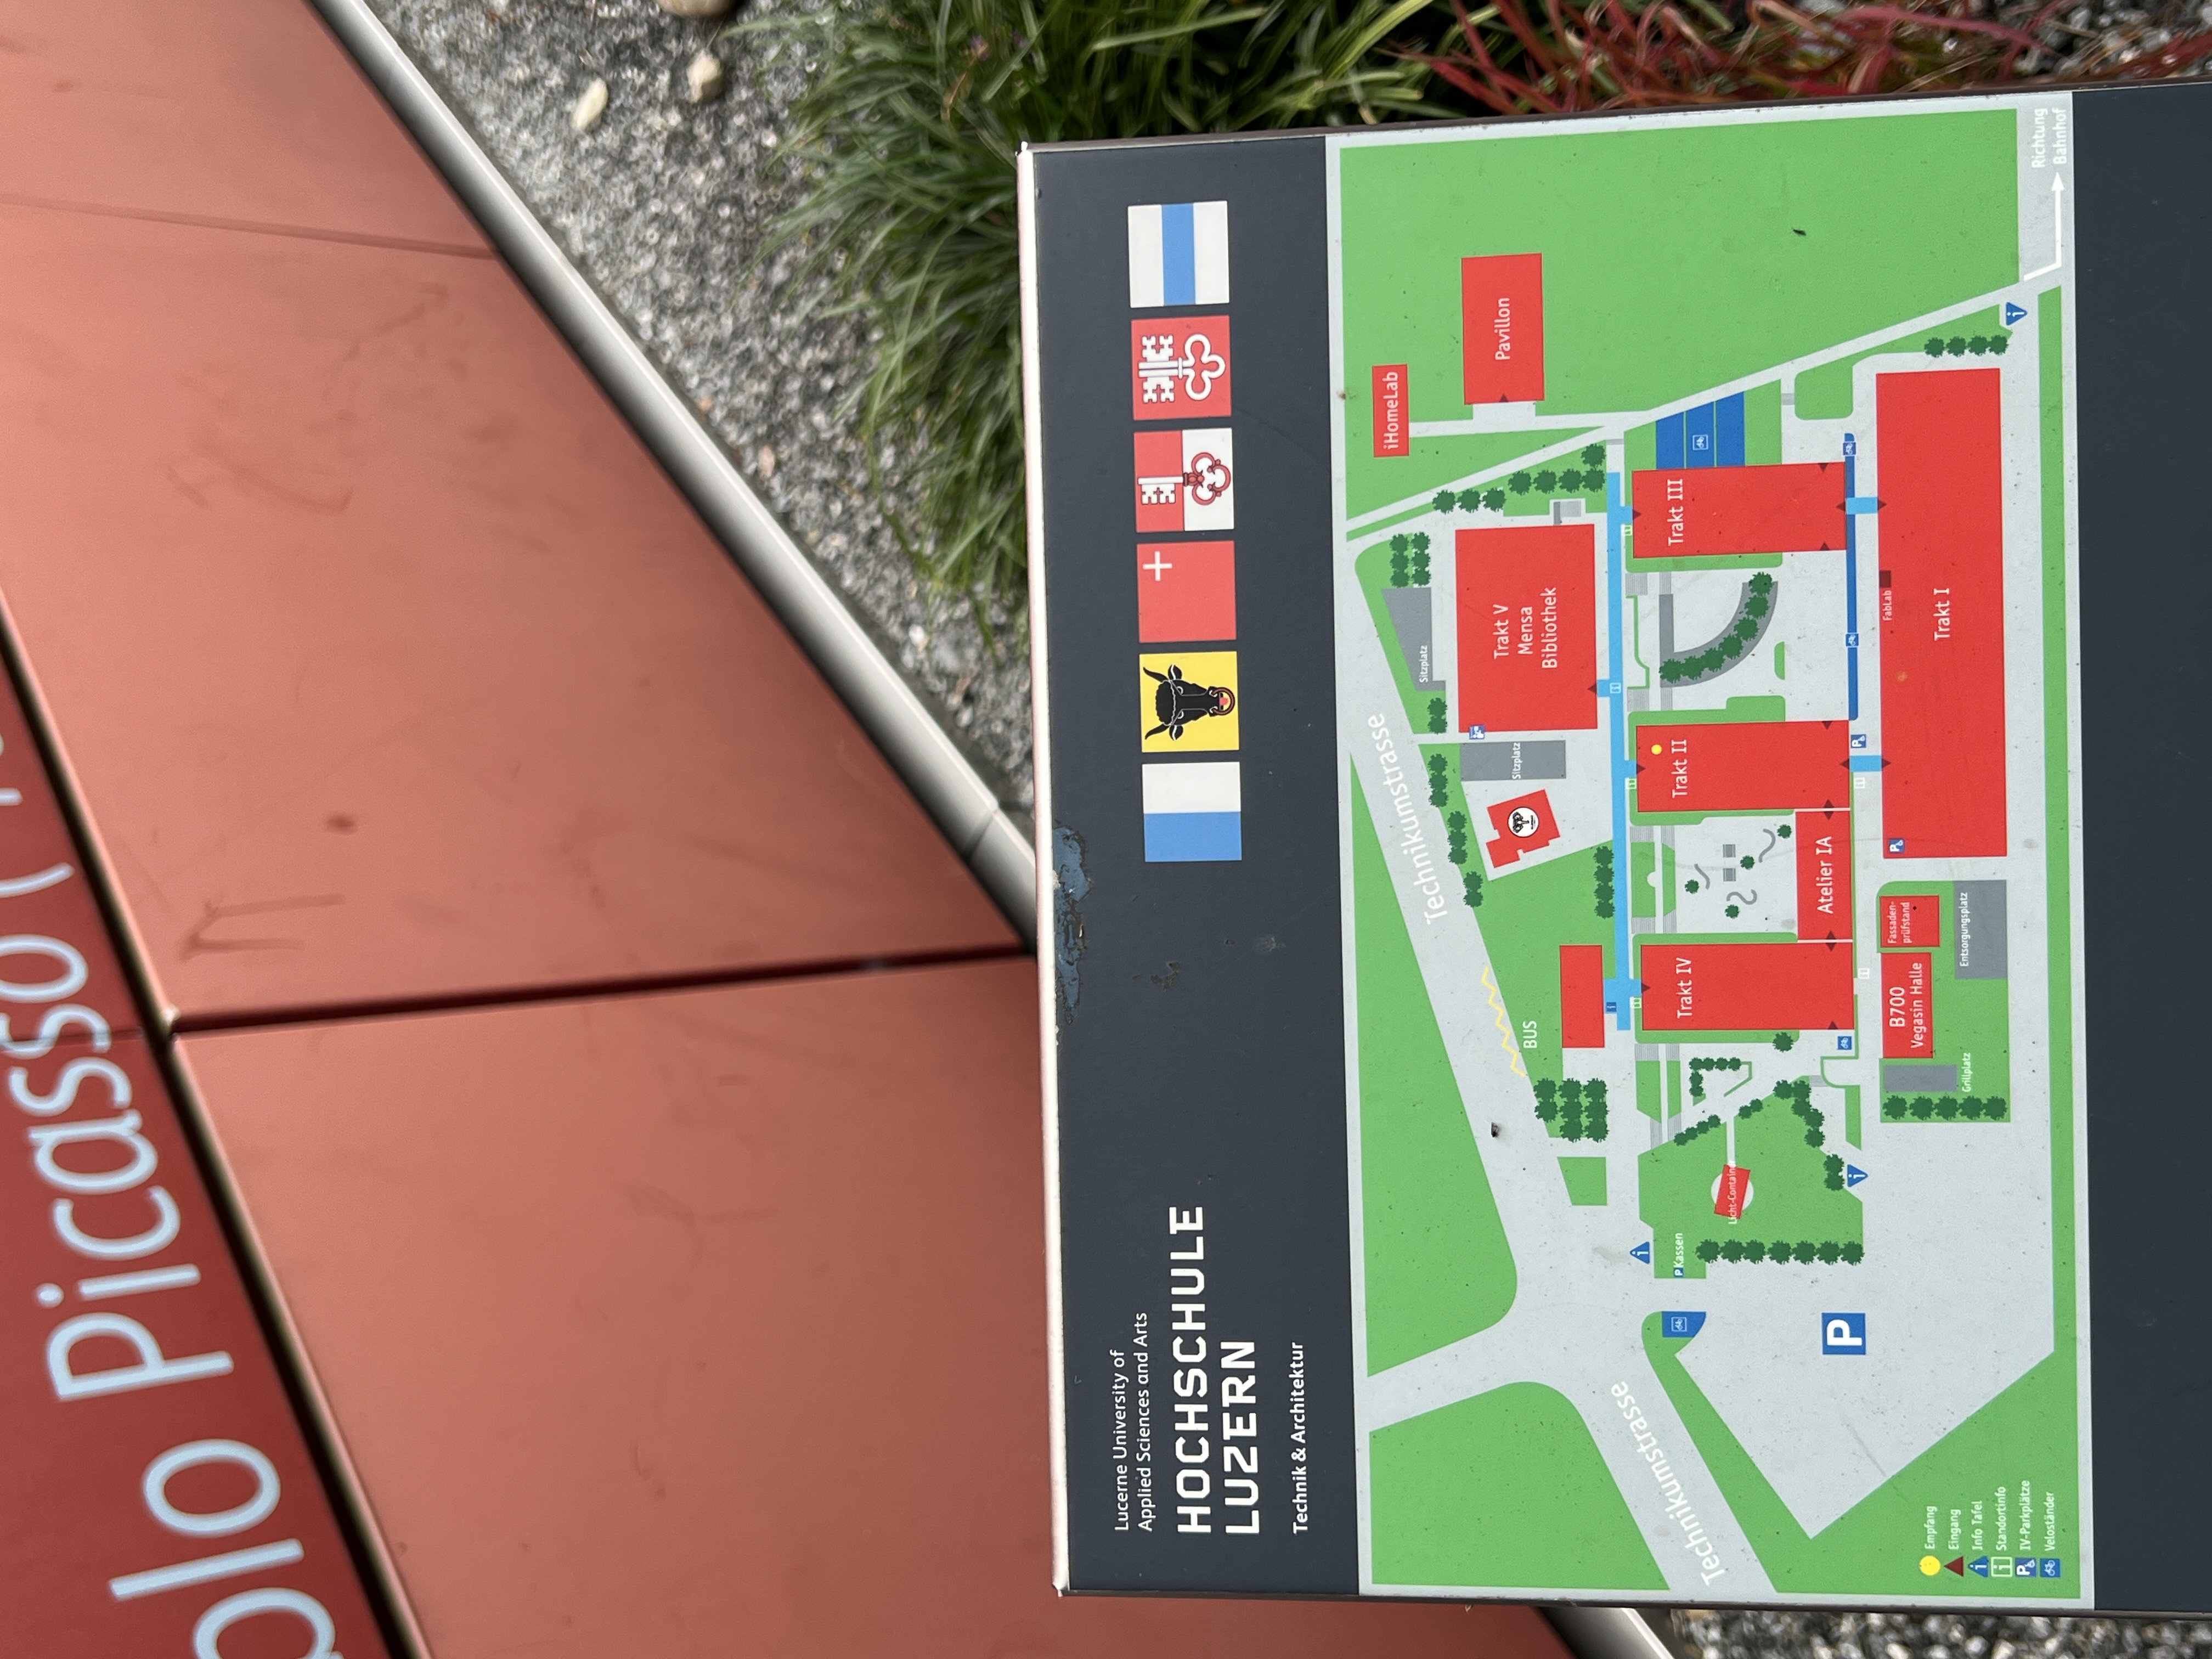 Picasso
Lucerne University of
Applied Sciences and Arts
HOCHSCHULE
LUZERN
Technik & Architektur
Technikumstrasse
iHomeLab
Sitzplatz
Pavillon
Trakt V
Mensa
Bibliothek
Sitzplatz
BUS
Technikumstrasse
P Kassen
Trakt IV
Trakt II
Trakt III
Licht-Container
Atelier IA
P
B700
Vegasin Halle
Fassaden-
prüfstand
FabLab
Trakt I
Grillplatz
Entsorgungsplatz
Empfang
Eingang
i Info Tafel
i Standortinfo
P IV-Parkplätze
Veloständer
Richtung
Bahnhof